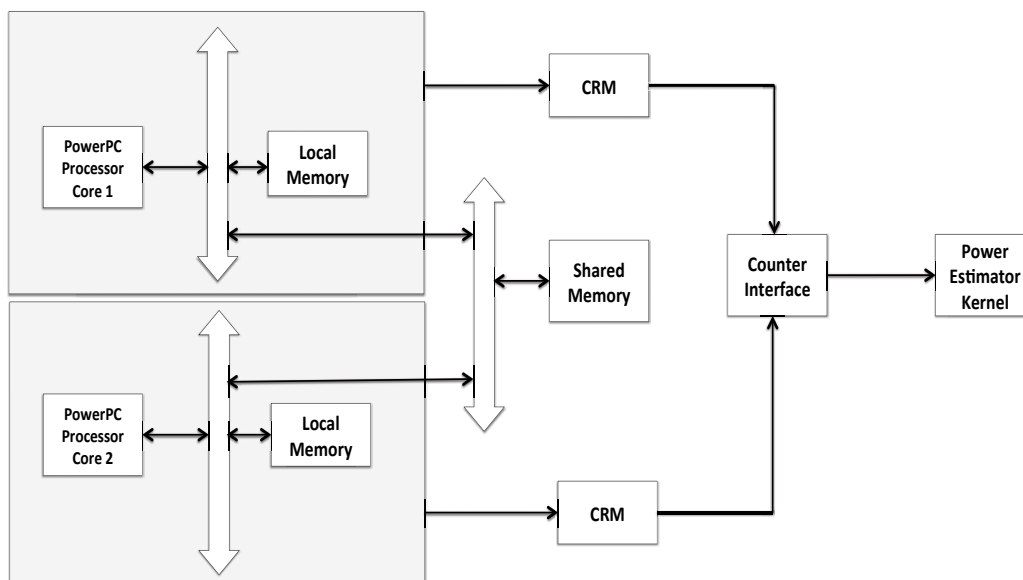 CRM
PowerPC
Processor
Core 1
Local
Memory
Shared
Memory
Counter
Interface
Power
Estimator
Kernel
PowerPC
Processor
Core 2
Local
Memory
CRM